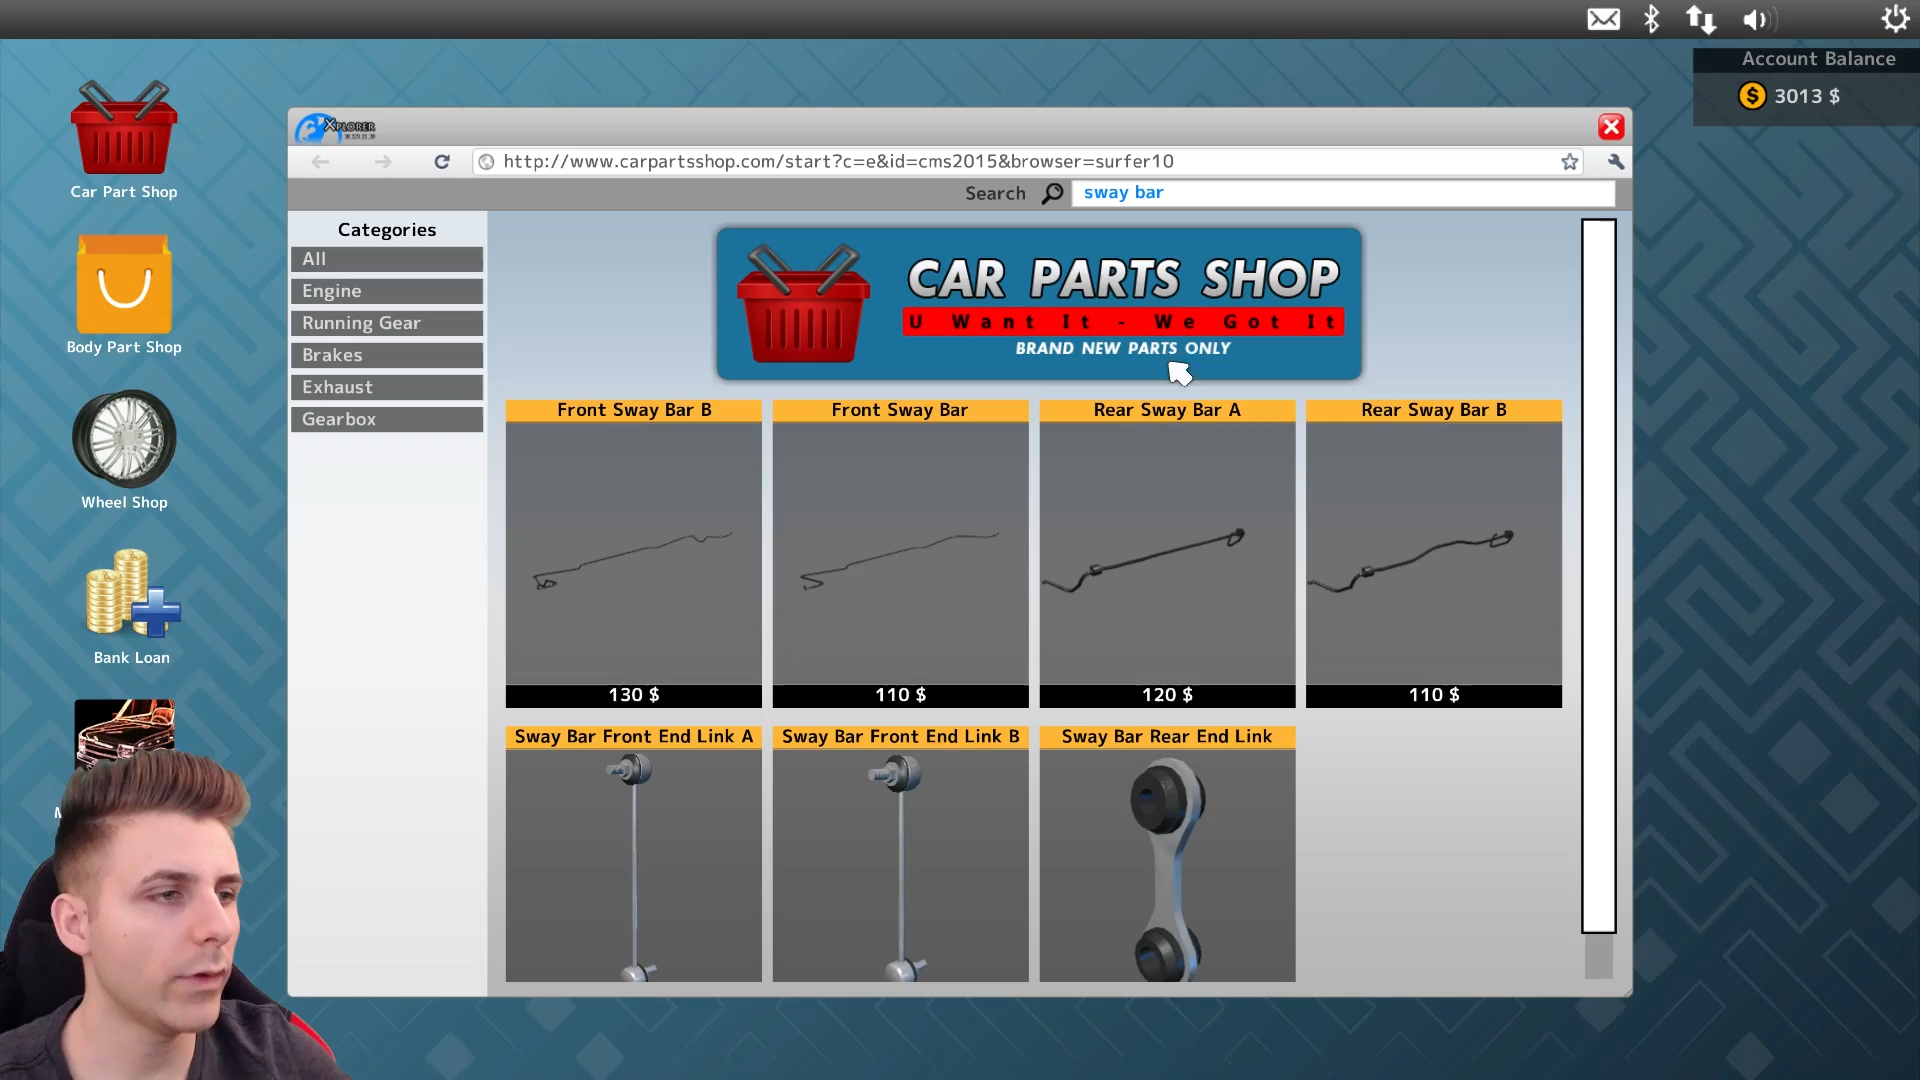 Account Balance
3013 $
Car Part Shop
Body Part Shop
Wheel Shop
Bank Loan
XPLORER
http://www.carpartsshop.com/start?c=e&id=cms2015&browser=surfer10
Search
sway bar
Categories
All
Engine
Running Gear
Brakes
Exhaust
Gearbox
CAR PARTS SHOP
U Want It - We Got It
BRAND NEW PARTS ONLY
Front Sway Bar B
Front Sway Bar
Rear Sway Bar A
Rear Sway Bar B
130 $
110 $
120 $
110 $
Sway Bar Front End Link A
Sway Bar Front End Link B
Sway Bar Rear End Link